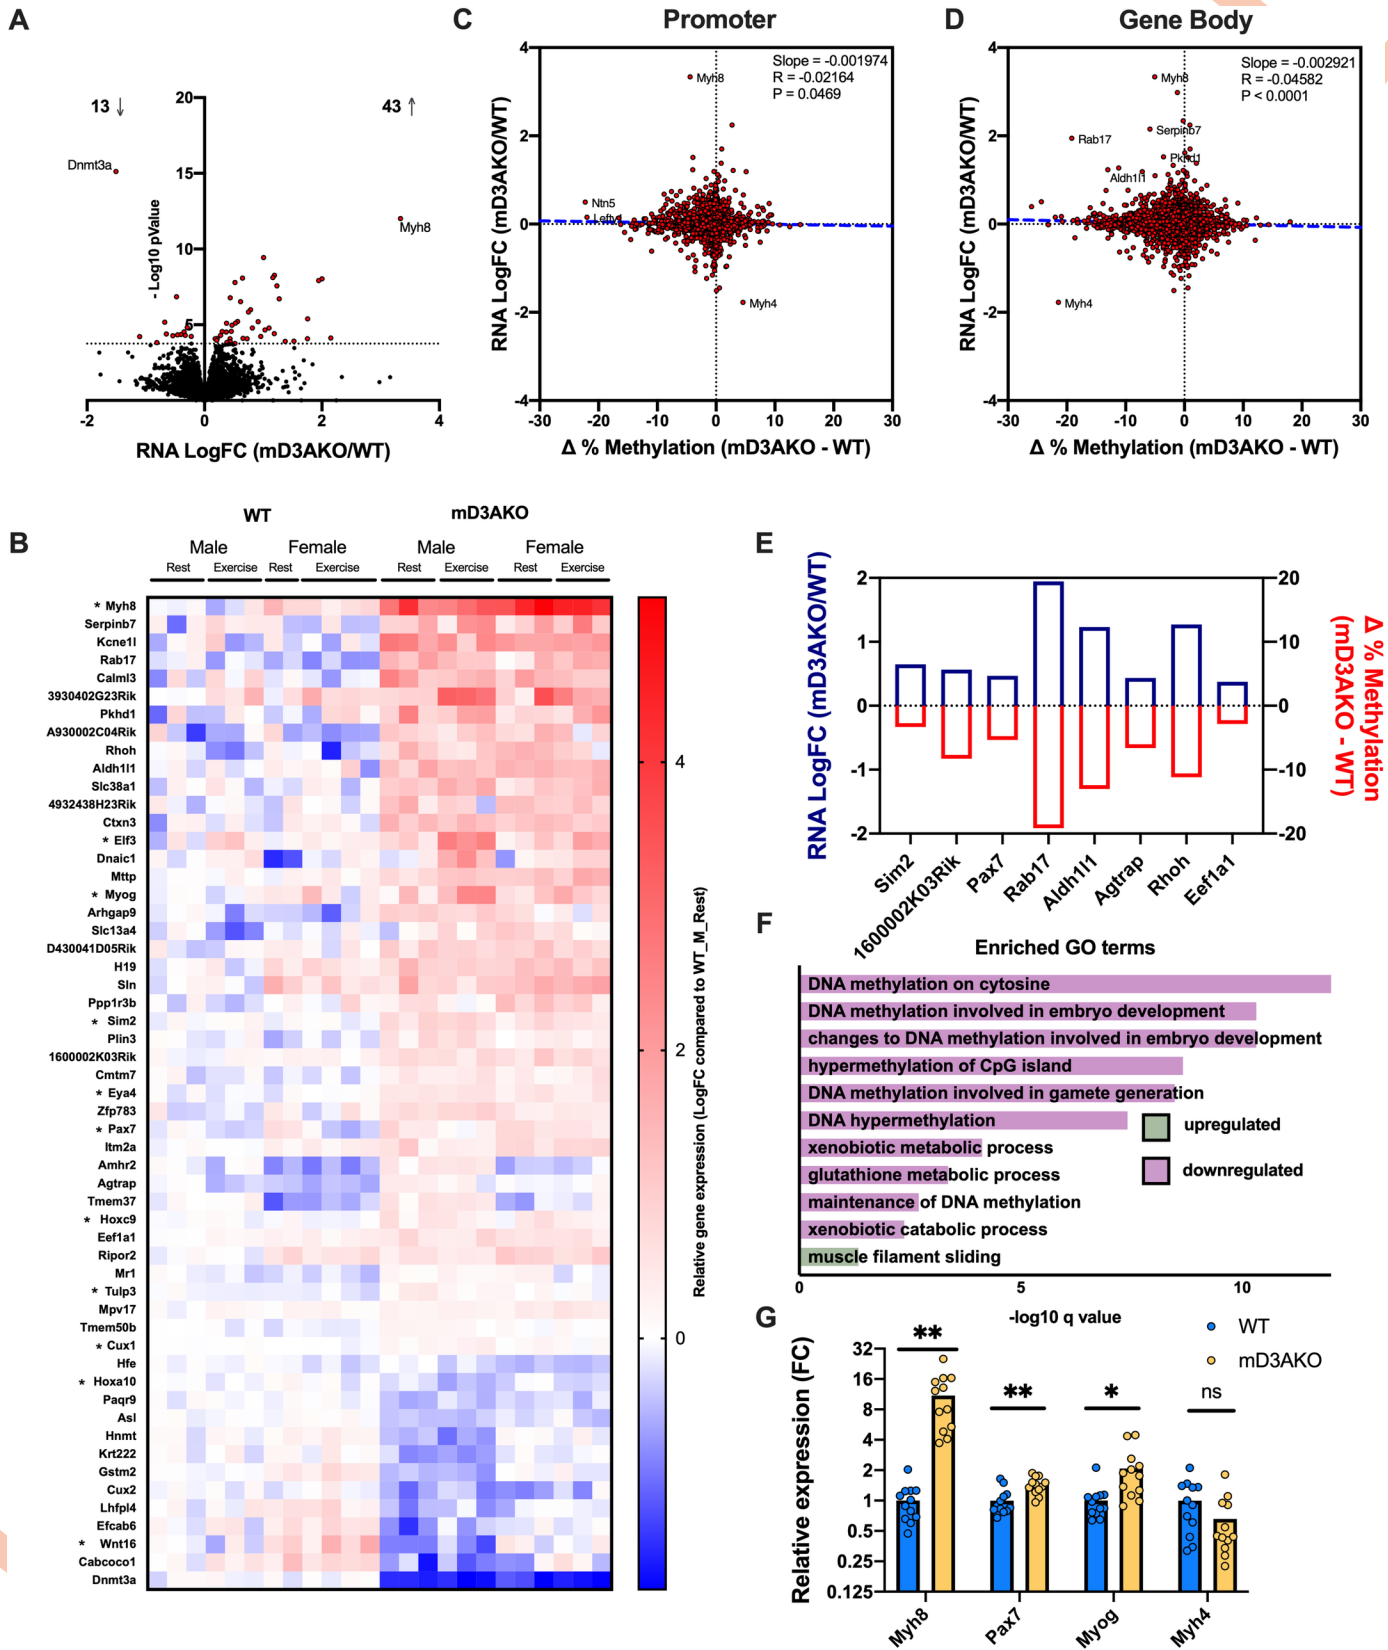 A
13 ↓
43 ↑
20
15
10
5
- Log10 pValue
Dnmt3a
Myh8
-2
0
2
4
RNA LogFC (mD3AKO/WT)
C
Promoter
Slope = -0.001974
R = -0.02164
P = 0.0469
Myh8
Ntn5
Myh4
4
2
0
-2
-4
RNA LogFC (mD3AKO/WT)
-30
-20
-10
0
10
20
30
Δ % Methylation (mD3AKO - WT)
D
Gene Body
Slope = -0.002921
R = -0.04582
P < 0.0001
Myh8
Serpinb7
Rab17
Pkhd1
Aldh1l1
Myh4
4
2
0
-2
-4
RNA LogFC (mD3AKO/WT)
-30
-20
-10
0
10
20
30
Δ % Methylation (mD3AKO - WT)
B
WT
mD3AKO
Male
Female
Male
Female
Rest
Exercise
Rest
Exercise
Rest
Exercise
Rest
Exercise
* Myh8
Serpinb7
Kcne1l
Rab17
Calml3
3930402G23Rik
Pkhd1
A930002C04Rik
Rhoh
Aldh1l1
Slc38a1
4932438H23Rik
Ctxn3
* Elf3
Dnaic1
Mttp
* Myog
Arhgap9
Slc13a4
D430041D05Rik
H19
Sln
Ppp1r3b
* Sim2
Plin3
1600002K03Rik
Cmtm7
* Eya4
Zfp783
* Pax7
Itm2a
Amhr2
Agtrap
Tmem37
* Hoxc9
Eef1a1
Ripor2
Mr1
* Tulp3
Mpv17
Tmem50b
* Cux1
Hfe
* Hoxa10
Paqr9
Asl
Hnmt
Krt222
Gstm2
Cux2
Lhfpl4
Efcab6
* Wnt16
Cabcoco1
Dnmt3a
4
2
0
Relative gene expression (LogFC compared to WT_M_Rest)
E
RNA LogFC (mD3AKO/WT)
2
1
0
-1
-2
20
10
0
-10
-20
Δ % Methylation
(mD3AKO - WT)
Sim2
1600002K03Rik
Pax7
Rab17
Aldh1l1
Agtrap
Rhoh
Eef1a1
F
Enriched GO terms
DNA methylation on cytosine
DNA methylation involved in embryo development
changes to DNA methylation involved in embryo development
hypermethylation of CpG island
DNA methylation involved in gamete generation
DNA hypermethylation
xenobiotic metabolic process
glutathione metabolic process
maintenance of DNA methylation
xenobiotic catabolic process
muscle filament sliding
upregulated
downregulated
0
5
10
-log10 q value
G
WT
mD3AKO
Relative expression (FC)
32
16
8
4
2
1
0.5
0.25
0.125
**
**
*
ns
Myh8
Pax7
Myog
Myh4